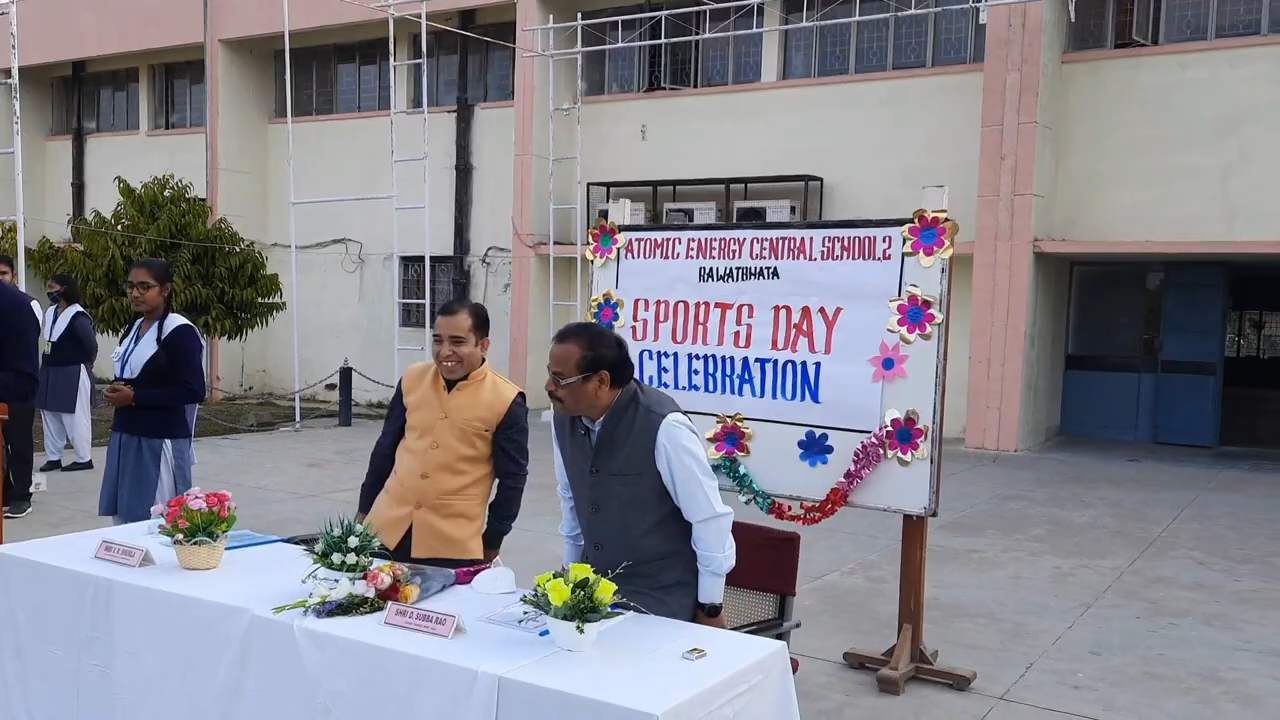 ATOMIC ENERGY CENTRAL SCHOOL, 2
RAWATBHATA
SPORTS DAY
CELEBRATION
SHRI D. SUBBA RAO